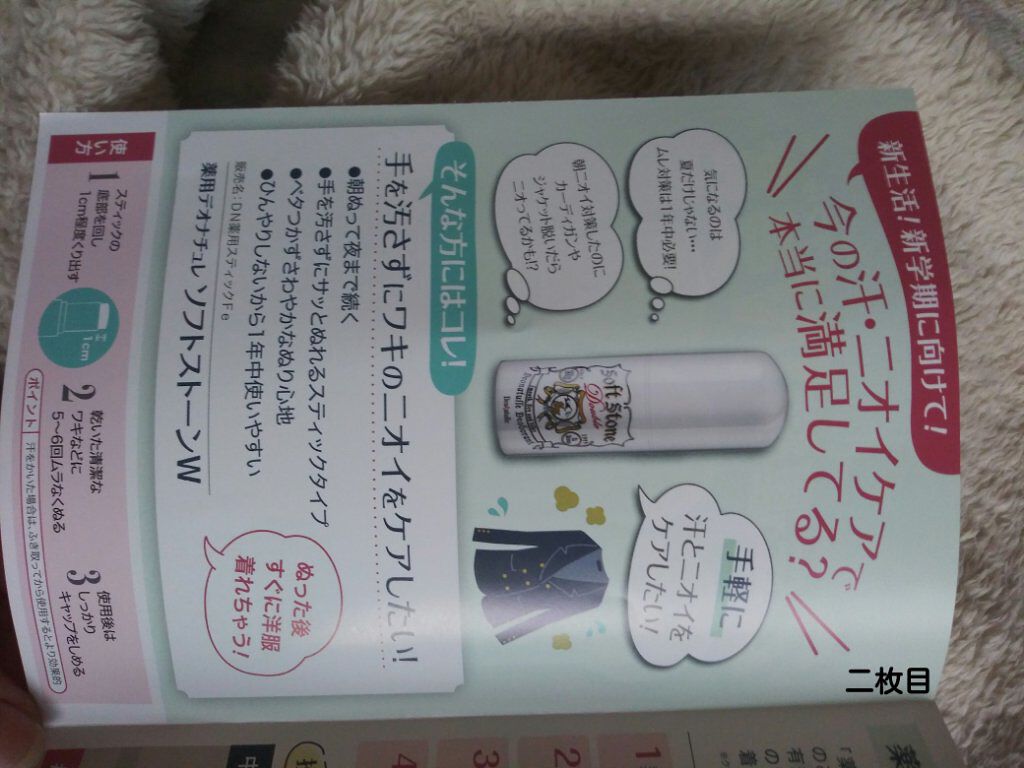 新生活！新学期に向けて！
今の汗・ニオイケアで
本当に満足してる？
気になるのは
夏だけじゃない…
ムレ対策は1年中必要！
朝ニオイ対策したのに
カーディガンや
ジャケット脱いだら
ニオってるかも!?
soft stone
Double
手軽に
汗とニオイを
ケアしたい！
そんな方にはコレ！
手を汚さずにワキのニオイをケアしたい！
●朝ぬって夜まで続く
●手を汚さずにサッとぬれるスティックタイプ
●ベタつかずさわやかなぬり心地
●ひんやりしないから1年中使いやすい
販売名：DN薬用スティックFe
薬用デオナチュレ ソフトストーンW
ぬった後
すぐに洋服
着れちゃう！
使い方
1 スティックの
底部を回し
1cm程度くり出す
1cm
2 乾いた清潔な
ワキなどに
5〜6回ムラなくぬる
3 使用後は
しっかり
キャップをしめる
ポイント 汗をかいた場合は、ふき取ってから使用するとより効果的
二枚目
薬
1
2
3
4
中